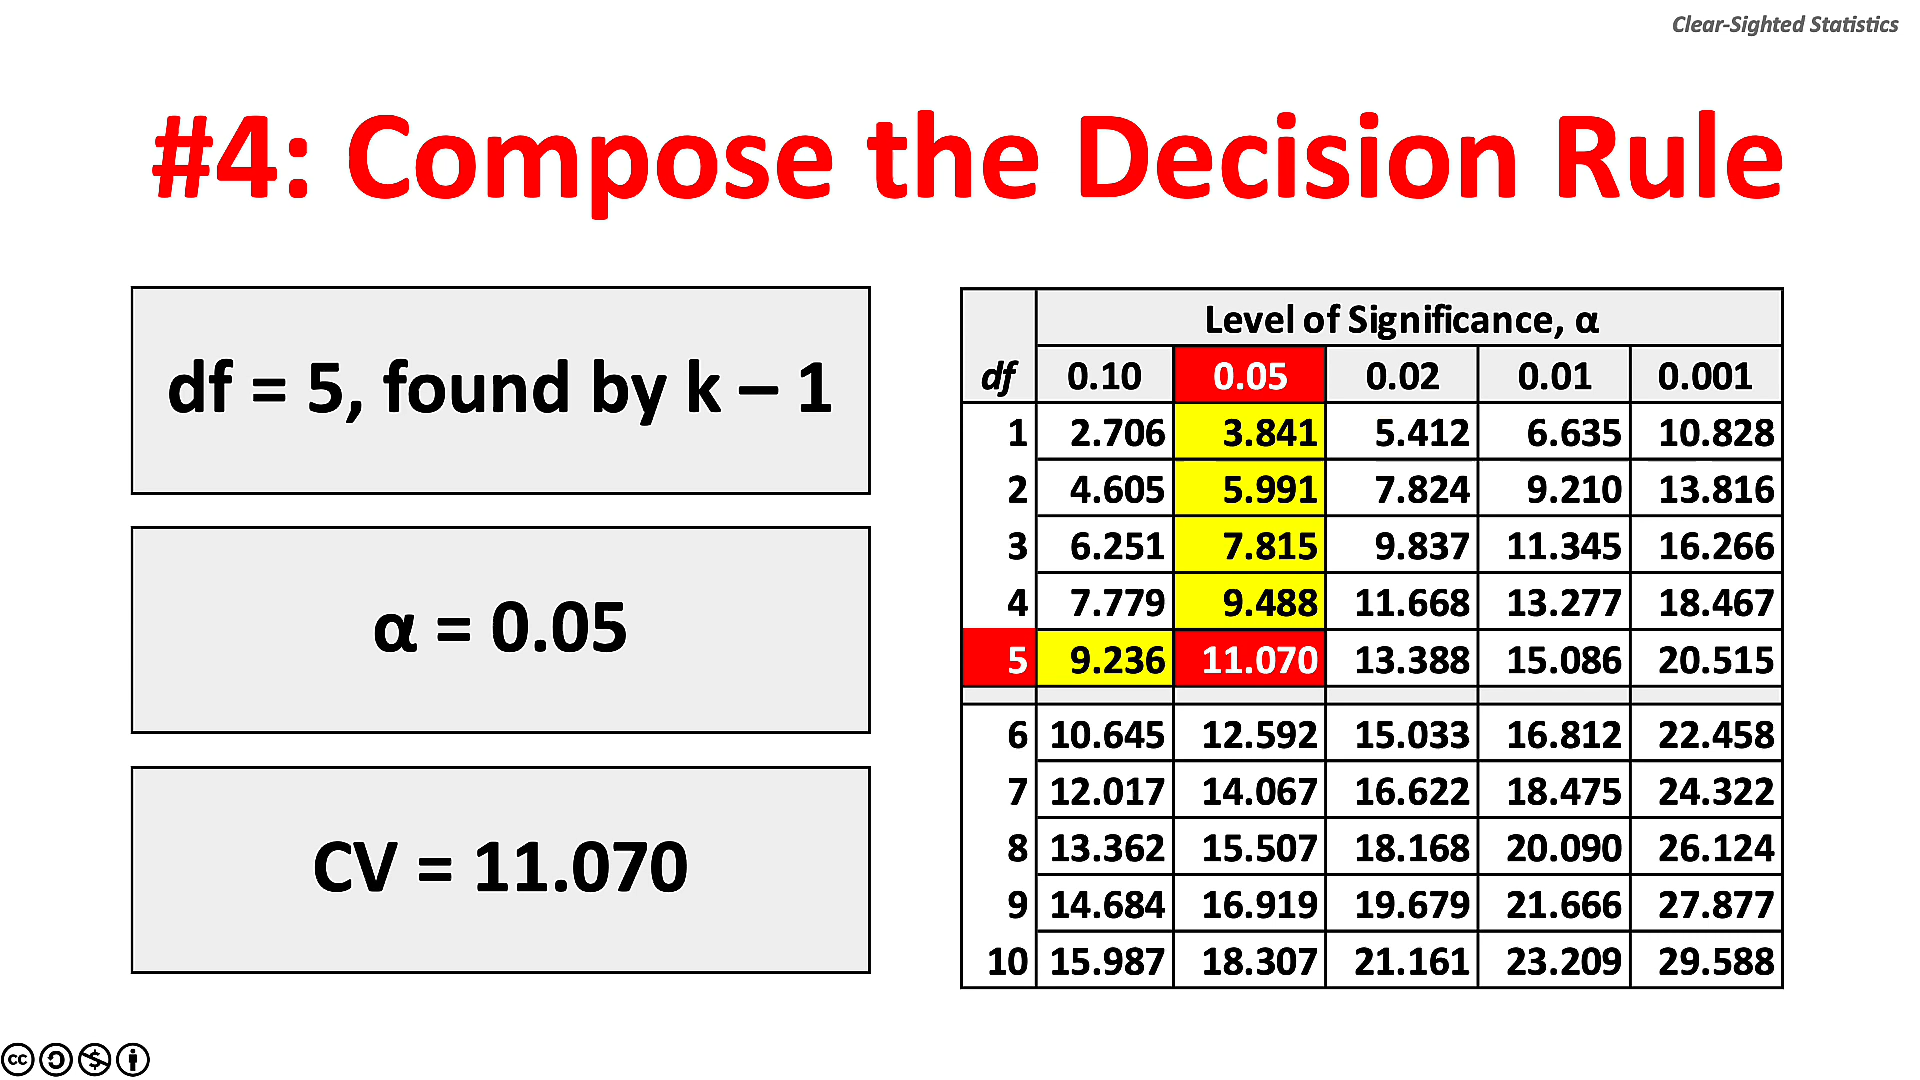 Clear-Sighted Statistics
#4: Compose the Decision Rule
df = 5, found by k – 1
α = 0.05
CV = 11.070
Level of Significance, α
df 0.10 0.05 0.02 0.01 0.001
1 2.706 3.841 5.412 6.635 10.828
2 4.605 5.991 7.824 9.210 13.816
3 6.251 7.815 9.837 11.345 16.266
4 7.779 9.488 11.668 13.277 18.467
5 9.236 11.070 13.388 15.086 20.515
6 10.645 12.592 15.033 16.812 22.458
7 12.017 14.067 16.622 18.475 24.322
8 13.362 15.507 18.168 20.090 26.124
9 14.684 16.919 19.679 21.666 27.877
10 15.987 18.307 21.161 23.209 29.588
cc